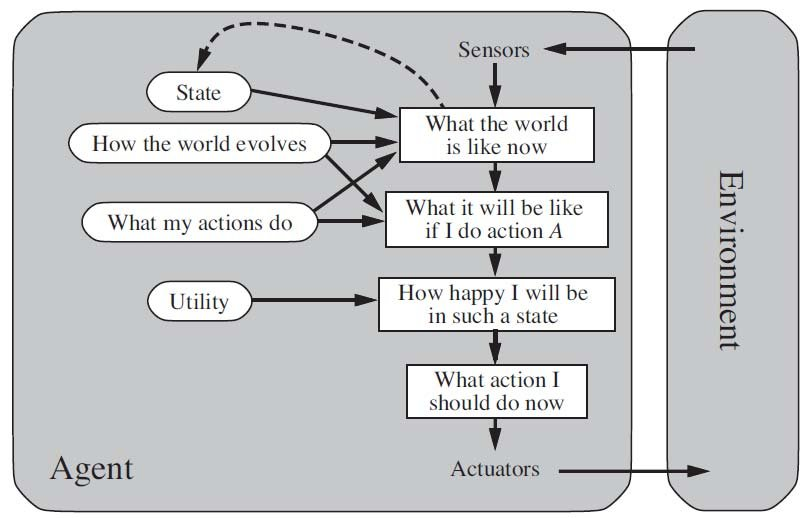 Sensors
State
What the world
is like now
How the world evolves
What it will be like
if I do action A
What my actions do
How happy I will be
in such a state
Utility
What action I
should do now
Agent
Actuators
Environment